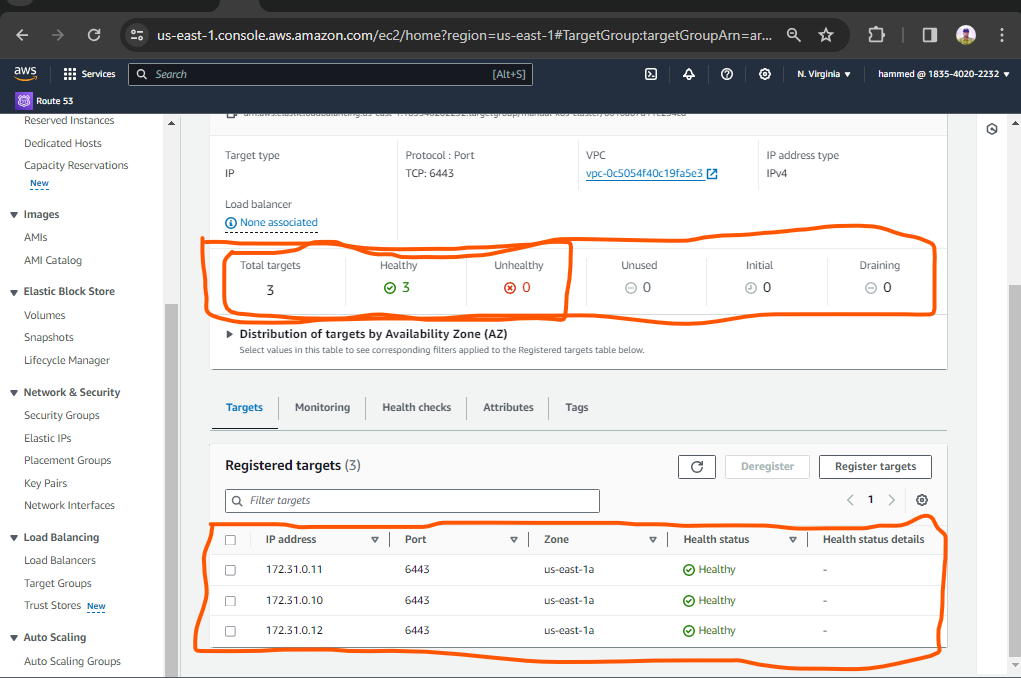 us-east-1.console.aws.amazon.com/ec2/home?region=us-east-1#TargetGroup:targetGroupArn=ar...
aws Services Search [Alt+S] N. Virginia hammed @ 1835-4020-2232
Route 53
Reserved Instances
Dedicated Hosts
Capacity Reservations
New
Images
AMIs
AMI Catalog
Elastic Block Store
Volumes
Snapshots
Lifecycle Manager
Network & Security
Security Groups
Elastic IPs
Placement Groups
Key Pairs
Network Interfaces
Load Balancing
Load Balancers
Target Groups
Trust Stores New
Auto Scaling
Auto Scaling Groups
Target type
IP
Protocol : Port
TCP: 6443
VPC
vpc-0c5054f40c19fa5e3
IP address type
IPv4
Load balancer
None associated
Total targets
3
Healthy
3
Unhealthy
0
Unused
0
Initial
0
Draining
0
Distribution of targets by Availability Zone (AZ)
Select values in this table to see corresponding filters applied to the Registered targets table below.
Targets Monitoring Health checks Attributes Tags
Registered targets (3) Deregister Register targets
Filter targets 1
IP address Port Zone Health status Health status details
172.31.0.11 6443 us-east-1a Healthy -
172.31.0.10 6443 us-east-1a Healthy -
172.31.0.12 6443 us-east-1a Healthy -